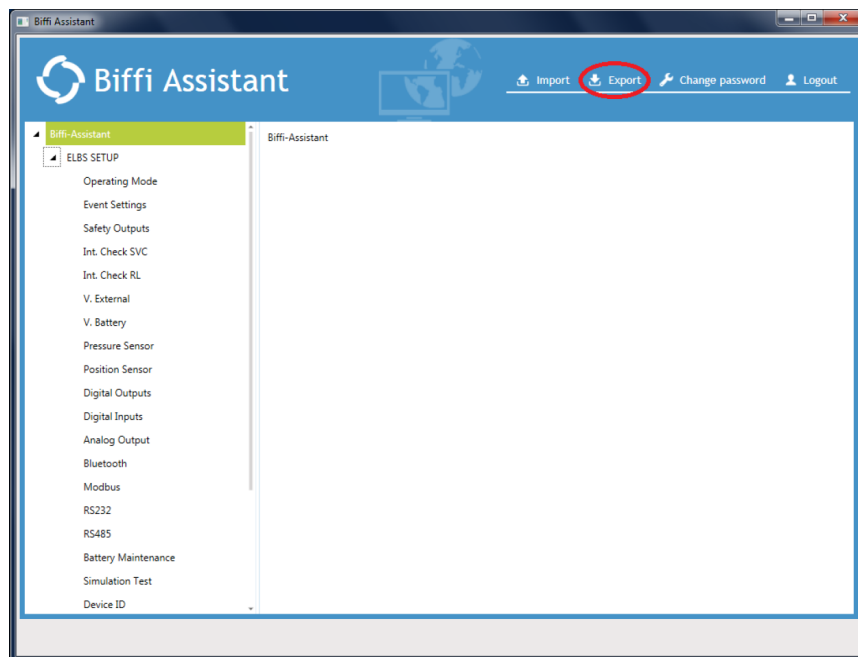 Biffi Assistant
Biffi Assistant
Import Export Change password Logout
Biffi-Assistant
Biffi-Assistant
ELBS SETUP
Operating Mode
Event Settings
Safety Outputs
Int. Check SVC
Int. Check RL
V. External
V. Battery
Pressure Sensor
Position Sensor
Digital Outputs
Digital Inputs
Analog Output
Bluetooth
Modbus
RS232
RS485
Battery Maintenance
Simulation Test
Device ID